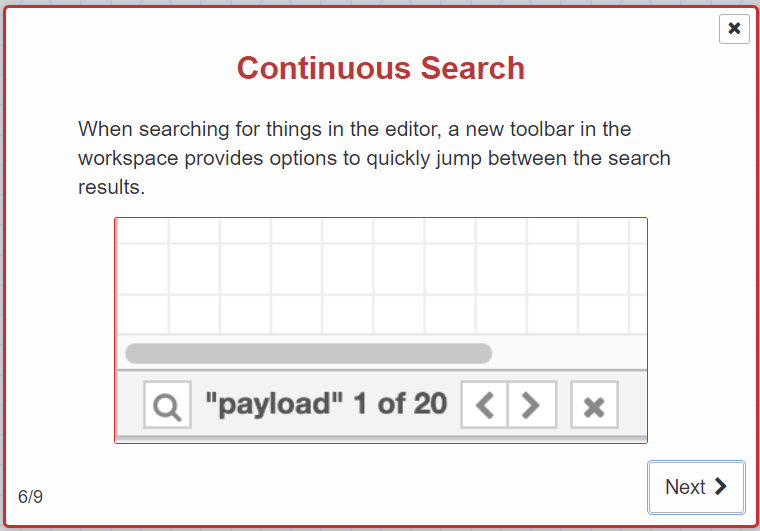 Continuous Search
When searching for things in the editor, a new toolbar in the
workspace provides options to quickly jump between the search
results.
"payload" 1 of 20
Next
6/9